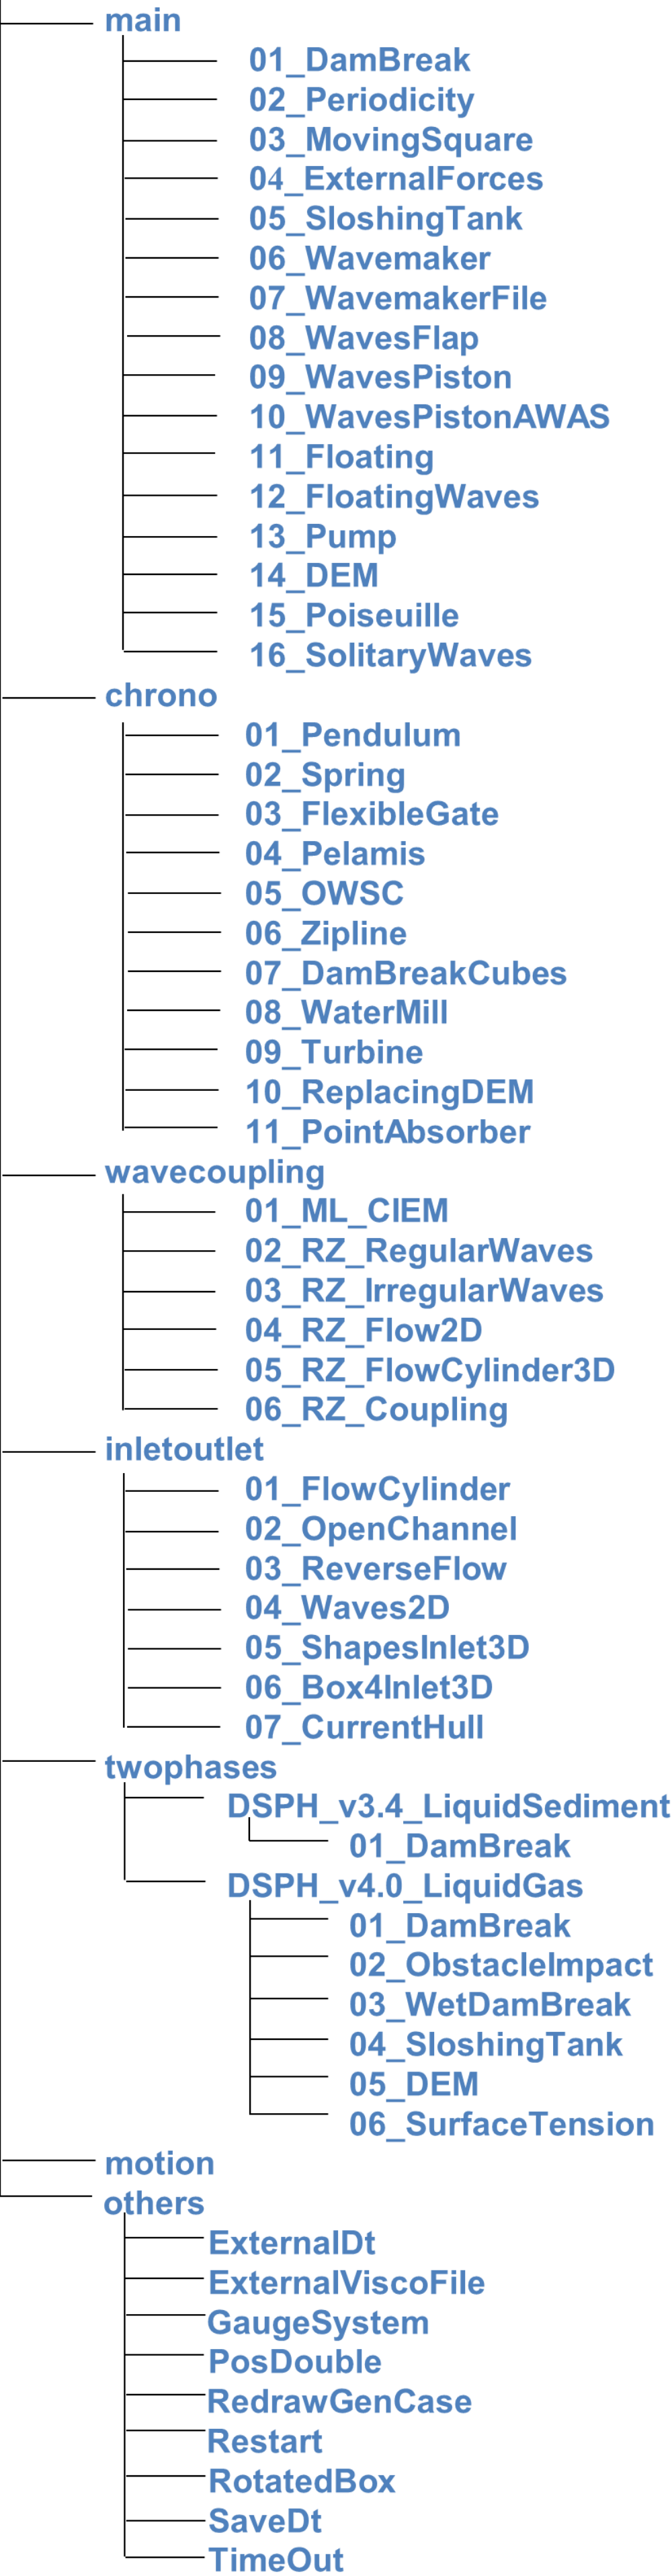 main
01_DamBreak
02_Periodicity
03_MovingSquare
04_ExternalForces
05_SloshingTank
06_Wavemaker
07_WavemakerFile
08_WavesFlap
09_WavesPiston
10_WavesPistonAWAS
11_Floating
12_FloatingWaves
13_Pump
14_DEM
15_Poiseuille
16_SolitaryWaves
chrono
01_Pendulum
02_Spring
03_FlexibleGate
04_Pelamis
05_OWSC
06_Zipline
07_DamBreakCubes
08_WaterMill
09_Turbine
10_ReplacingDEM
11_PointAbsorber
wavecoupling
01_ML_CIEM
02_RZ_RegularWaves
03_RZ_IrregularWaves
04_RZ_Flow2D
05_RZ_FlowCylinder3D
06_RZ_Coupling
inletoutlet
01_FlowCylinder
02_OpenChannel
03_ReverseFlow
04_Waves2D
05_ShapesInlet3D
06_Box4Inlet3D
07_CurrentHull
twophases
DSPH_v3.4_LiquidSediment
01_DamBreak
DSPH_v4.0_LiquidGas
01_DamBreak
02_ObstacleImpact
03_WetDamBreak
04_SloshingTank
05_DEM
06_SurfaceTension
motion
others
ExternalDt
ExternalViscoFile
GaugeSystem
PosDouble
RedrawGenCase
Restart
RotatedBox
SaveDt
TimeOut